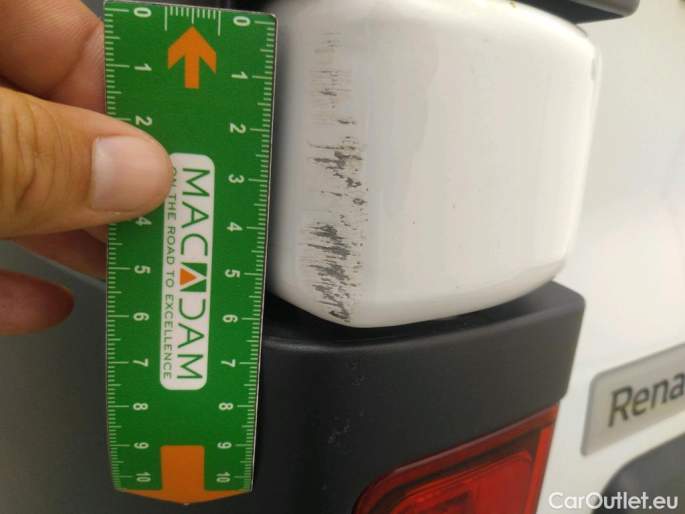 0 0
1 1
2 2
3 3
4 4
5 5
6 6
7 7
8 8
9 9
10 10
MACADAM
ON THE ROAD TO EXCELLENCE
Rena
CarOutlet.eu